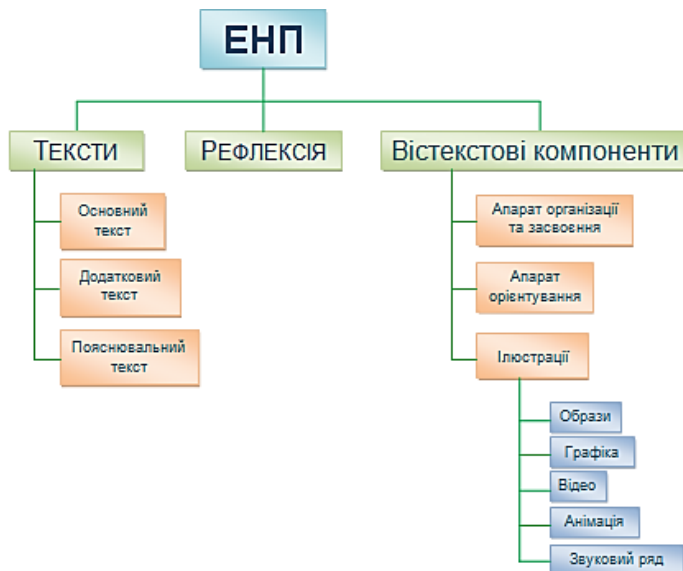 ЕНП
ТЕКСТИ
РЕФЛЕКСІЯ
Вістекстові компоненти
Основний
текст
Додатковий
текст
Пояснювальний
текст
Апарат організації
та засвоєння
Апарат
орієнтування
Ілюстрації
Образи
Графіка
Відео
Анімація
Звуковий ряд